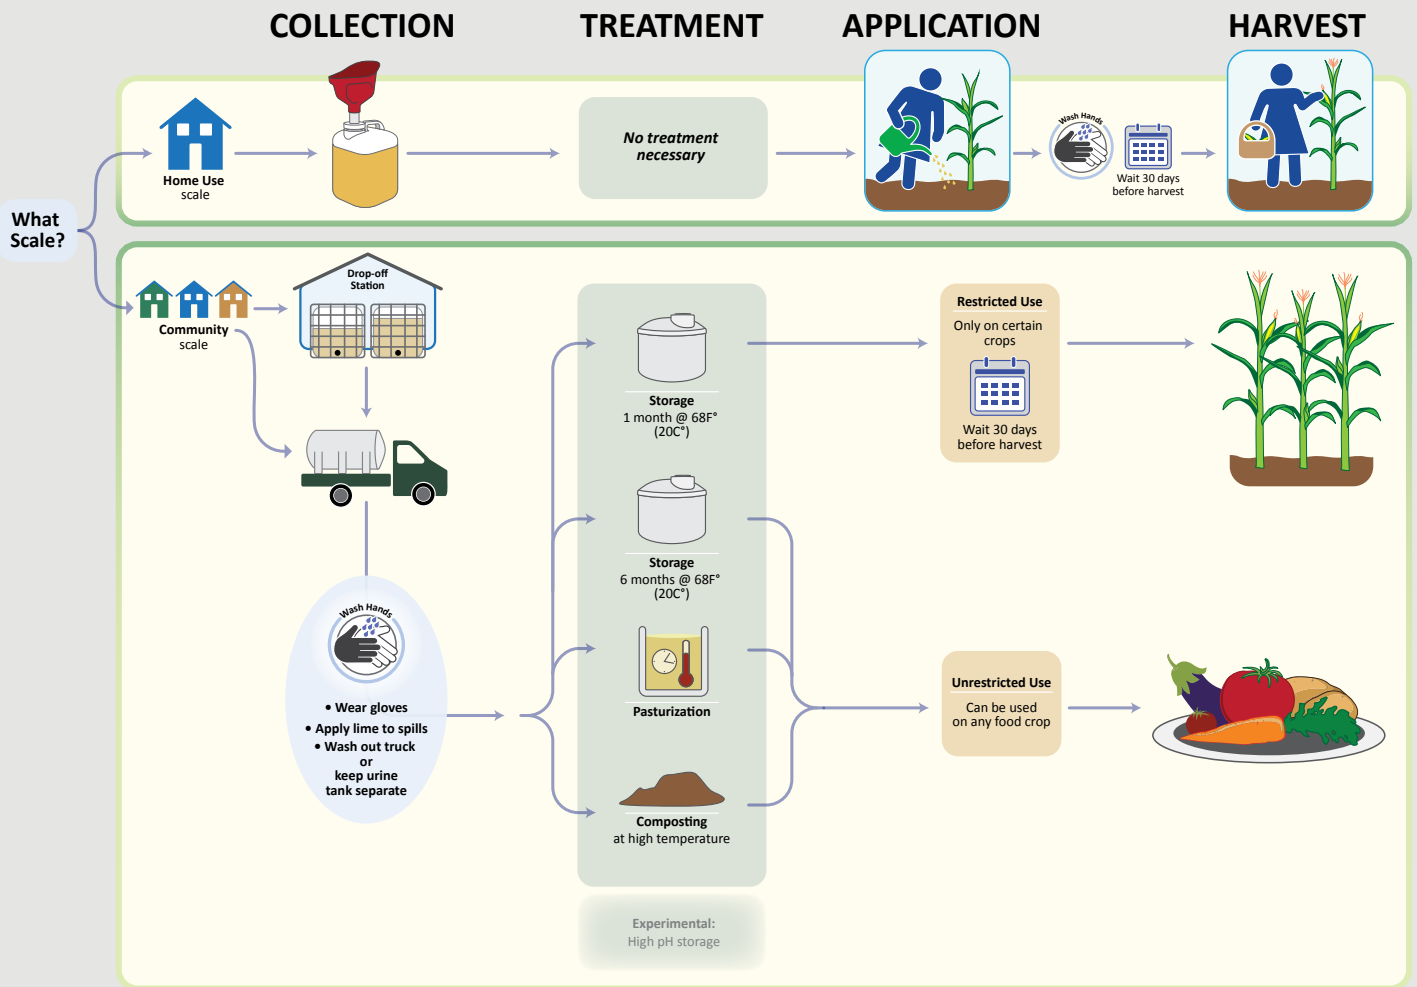 COLLECTION
TREATMENT
APPLICATION
HARVEST
What
Scale?
Home Use
scale
No treatment
necessary
Wash Hands
Wait 30 days
before harvest
Community
scale
Drop-off
Station
Wash Hands
• Wear gloves
• Apply lime to spills
• Wash out truck
or
keep urine
tank separate
Storage
1 month @ 68F°
(20C°)
Storage
6 months @ 68F°
(20C°)
Pasturization
Composting
at high temperature
Experimental:
High pH storage
Restricted Use
Only on certain
crops
Wait 30 days
before harvest
Unrestricted Use
Can be used
on any food crop